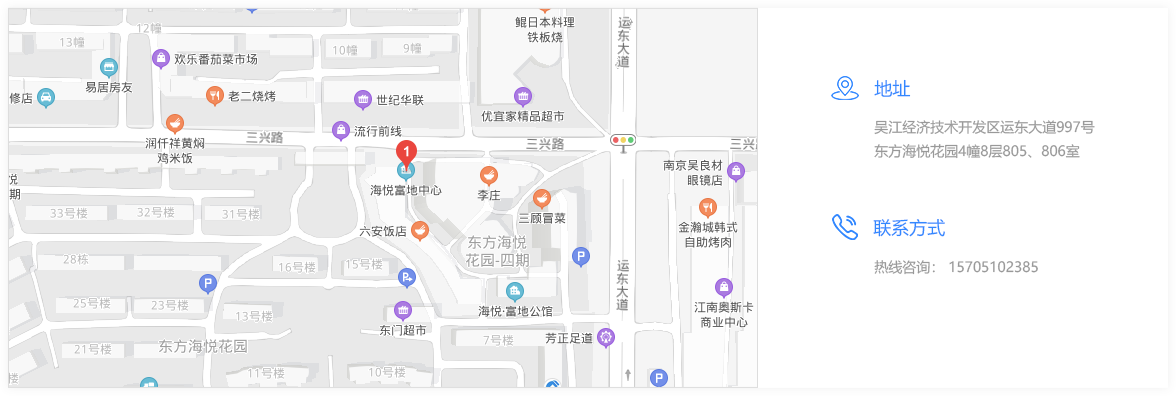 鲲日本料理
铁板烧
运东大道
12幢
13幢
10幢
9幢
欢乐番茄菜市场
易居房友
修店
老二烧烤
世纪华联
优宜家精品超市
润仟祥黄焖
鸡米饭
三兴路
流行前线
三兴路
三兴
1
海悦富地中心
李庄
南京吴良材
眼镜店
悦
期
33号楼
32号楼
31号楼
三顾冒菜
金瀚城韩式
自助烤肉
六安饭店
东方海悦
花园-四期
28栋
16号楼
15号楼
P
P
P
运东大道
25号楼
23号楼
13号楼
海悦·富地公馆
江南奥斯卡
商业中心
东门超市
21号楼
东方海悦花园
7号楼
芳正足道
11号楼
10号楼
号楼
P
地址
吴江经济技术开发区运东大道997号
东方海悦花园4幢8层805、806室
联系方式
热线咨询： 15705102385